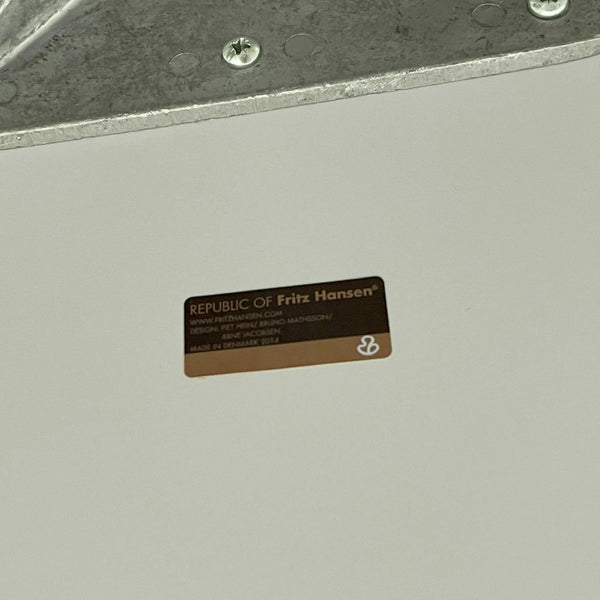 REPUBLIC OF Fritz Hansen®
WWW.FRITZHANSEN.COM
DESIGN: PIET HEIN/ BRUNO MATHSSON/
ARNE JACOBSEN
MADE IN DENMARK 2014